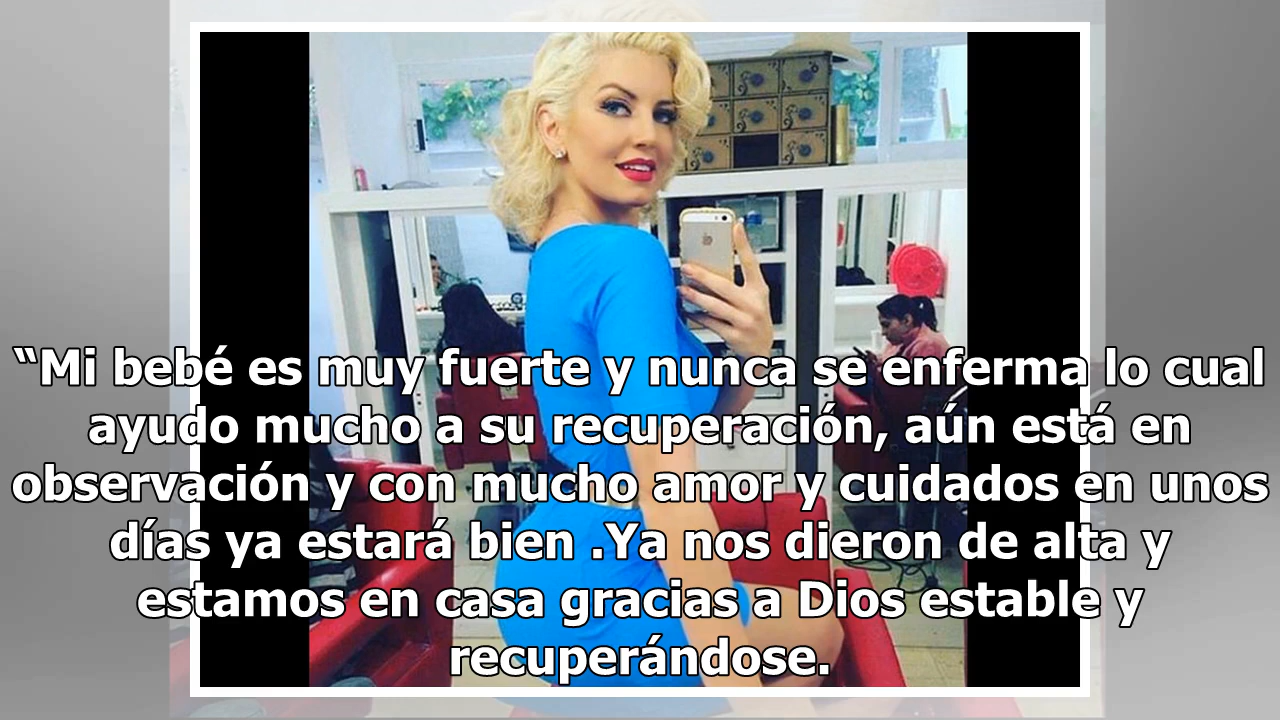 “Mi bebé es muy fuerte y nunca se enferma lo cual
ayudo mucho a su recuperación, aún está en
observación y con mucho amor y cuidados en unos
días ya estará bien .Ya nos dieron de alta y
estamos en casa gracias a Dios estable y
recuperándose.